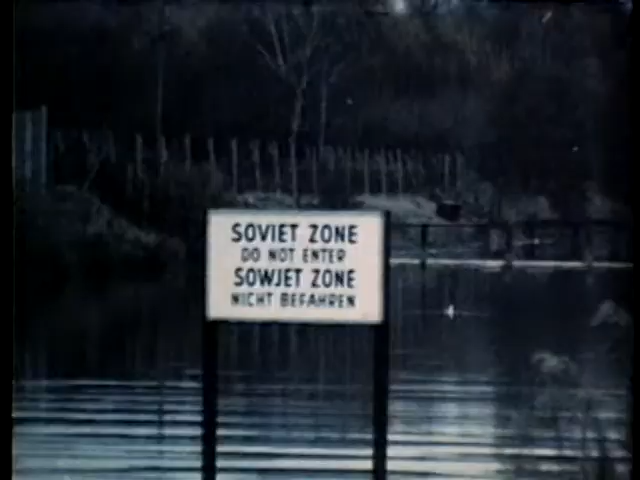 SOVIET ZONE
DO NOT ENTER
SOWJET ZONE
NICHT BEFAHREN